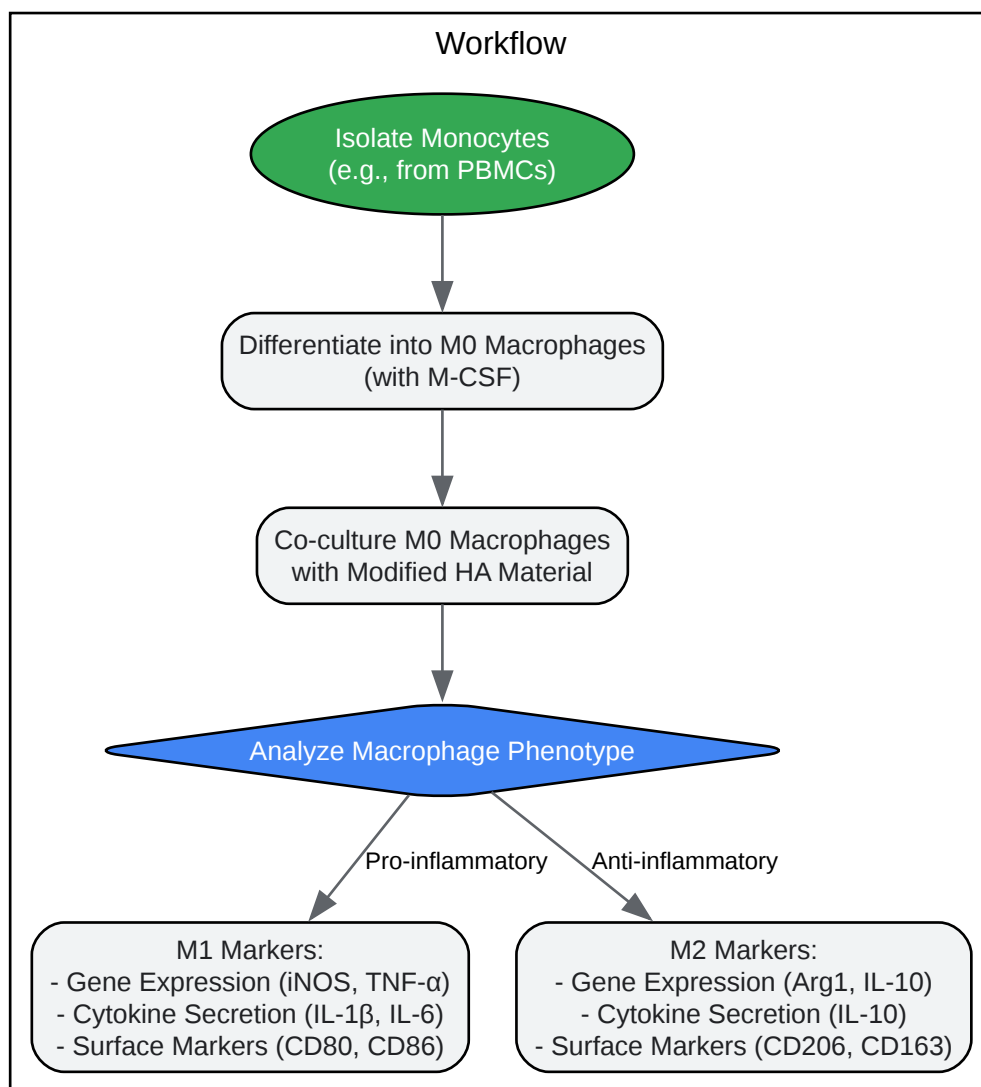 Workflow
Isolate Monocytes
(e.g., from PBMCs)
Differentiate into M0 Macrophages
(with M-CSF)
Co-culture M0 Macrophages
with Modified HA Material
Analyze Macrophage Phenotype
Pro-inflammatory
Anti-inflammatory
M1 Markers:
- Gene Expression (iNOS, TNF-α)
- Cytokine Secretion (IL-1β, IL-6)
- Surface Markers (CD80, CD86)
M2 Markers:
- Gene Expression (Arg1, IL-10)
- Cytokine Secretion (IL-10)
- Surface Markers (CD206, CD163)